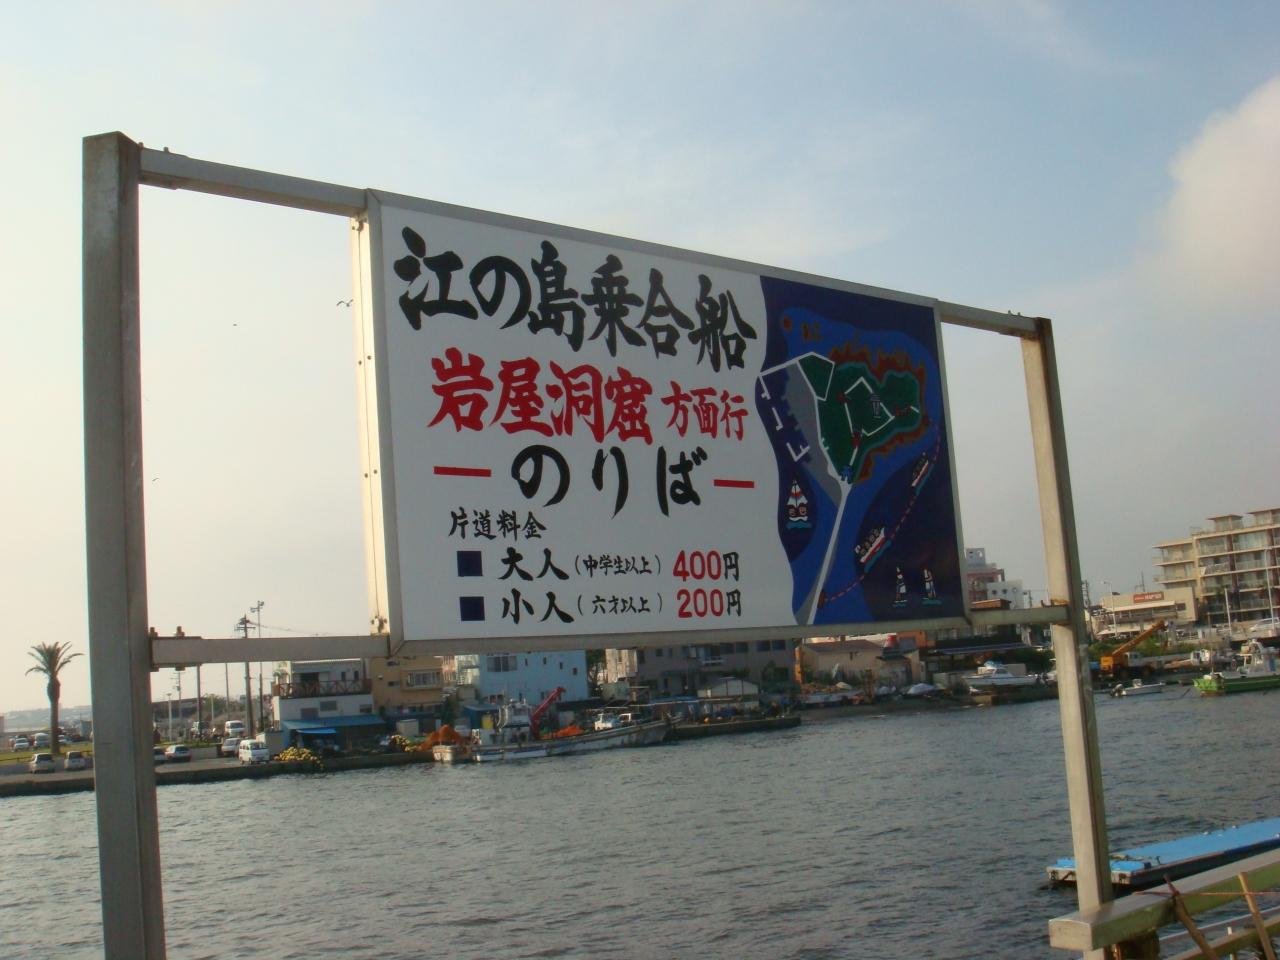 江の島乗合船
岩屋洞窟 方面行
ー のりば ー
片道料金
■ 大人(中学生以上) 400円
■ 小人(六才以上) 200円